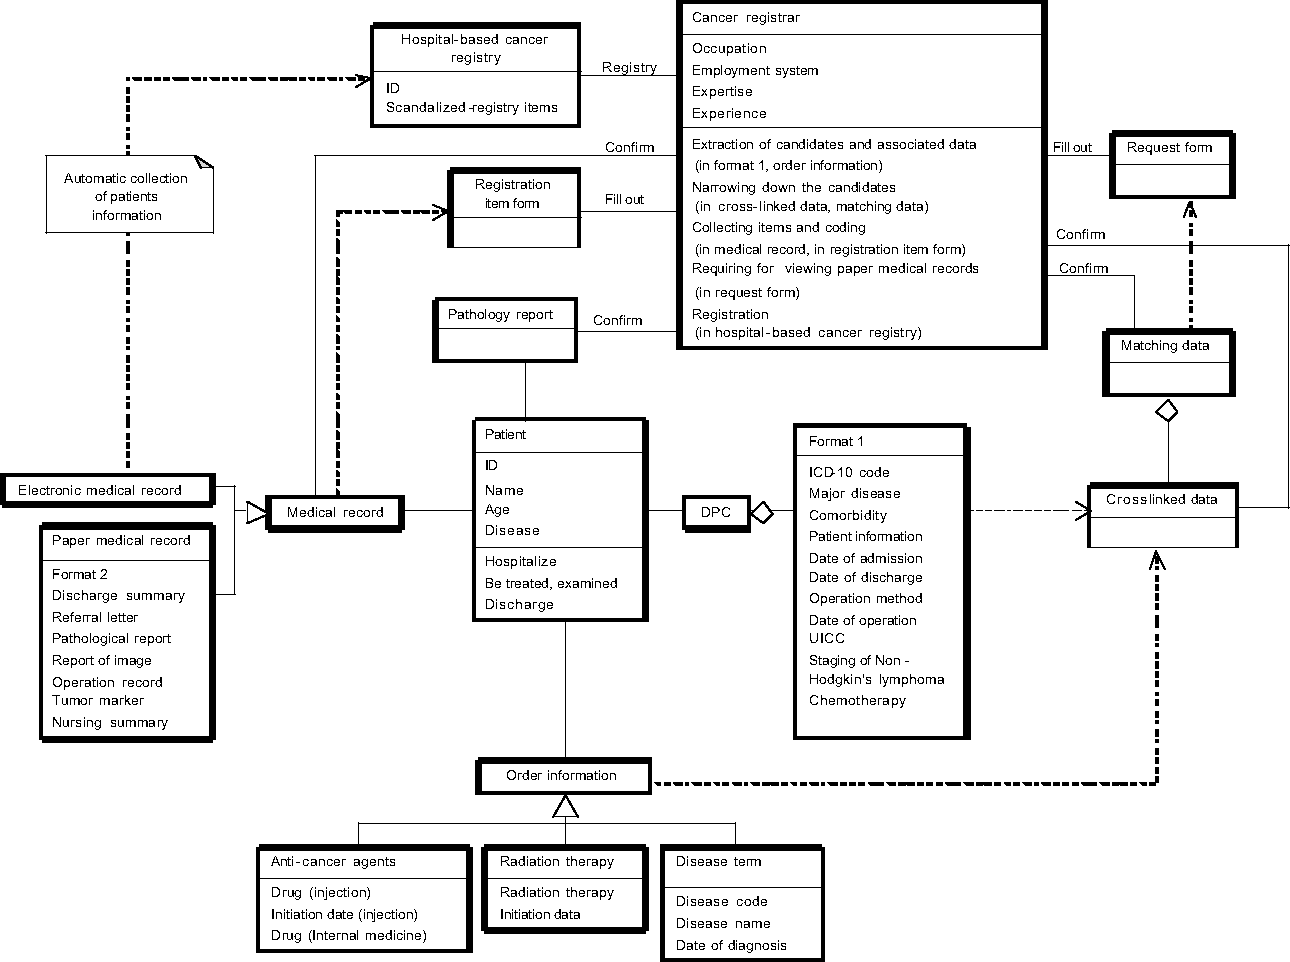 Hospital-based cancer
registry
ID
Scandalized-registry items
Registry
Cancer registrar
Occupation
Employment system
Expertise
Experience
Extraction of candidates and associated data
(in format 1, order information)
Narrowing down the candidates
(in cross-linked data, matching data)
Collecting items and coding
(in medical record, in registration item form)
Requiring for viewing paper medical records
(in request form)
Registration
(in hospital-based cancer registry)
Confirm
Fill out
Request form
Automatic collection
of patients
information
Registration
item form
Fill out
Confirm
Confirm
Pathology report
Confirm
Matching data
Patient
ID
Name
Age
Disease
Hospitalize
Be treated, examined
Discharge
Electronic medical record
Medical record
DPC
Format 1
ICD-10 code
Major disease
Comorbidity
Patient information
Date of admission
Date of discharge
Operation method
Date of operation
UICC
Staging of Non -
Hodgkin's lymphoma
Chemotherapy
Crosslinked data
Paper medical record
Format 2
Discharge summary
Referral letter
Pathological report
Report of image
Operation record
Tumor marker
Nursing summary
Order information
Anti-cancer agents
Drug (injection)
Initiation date (injection)
Drug (Internal medicine)
Radiation therapy
Radiation therapy
Initiation data
Disease term
Disease code
Disease name
Date of diagnosis